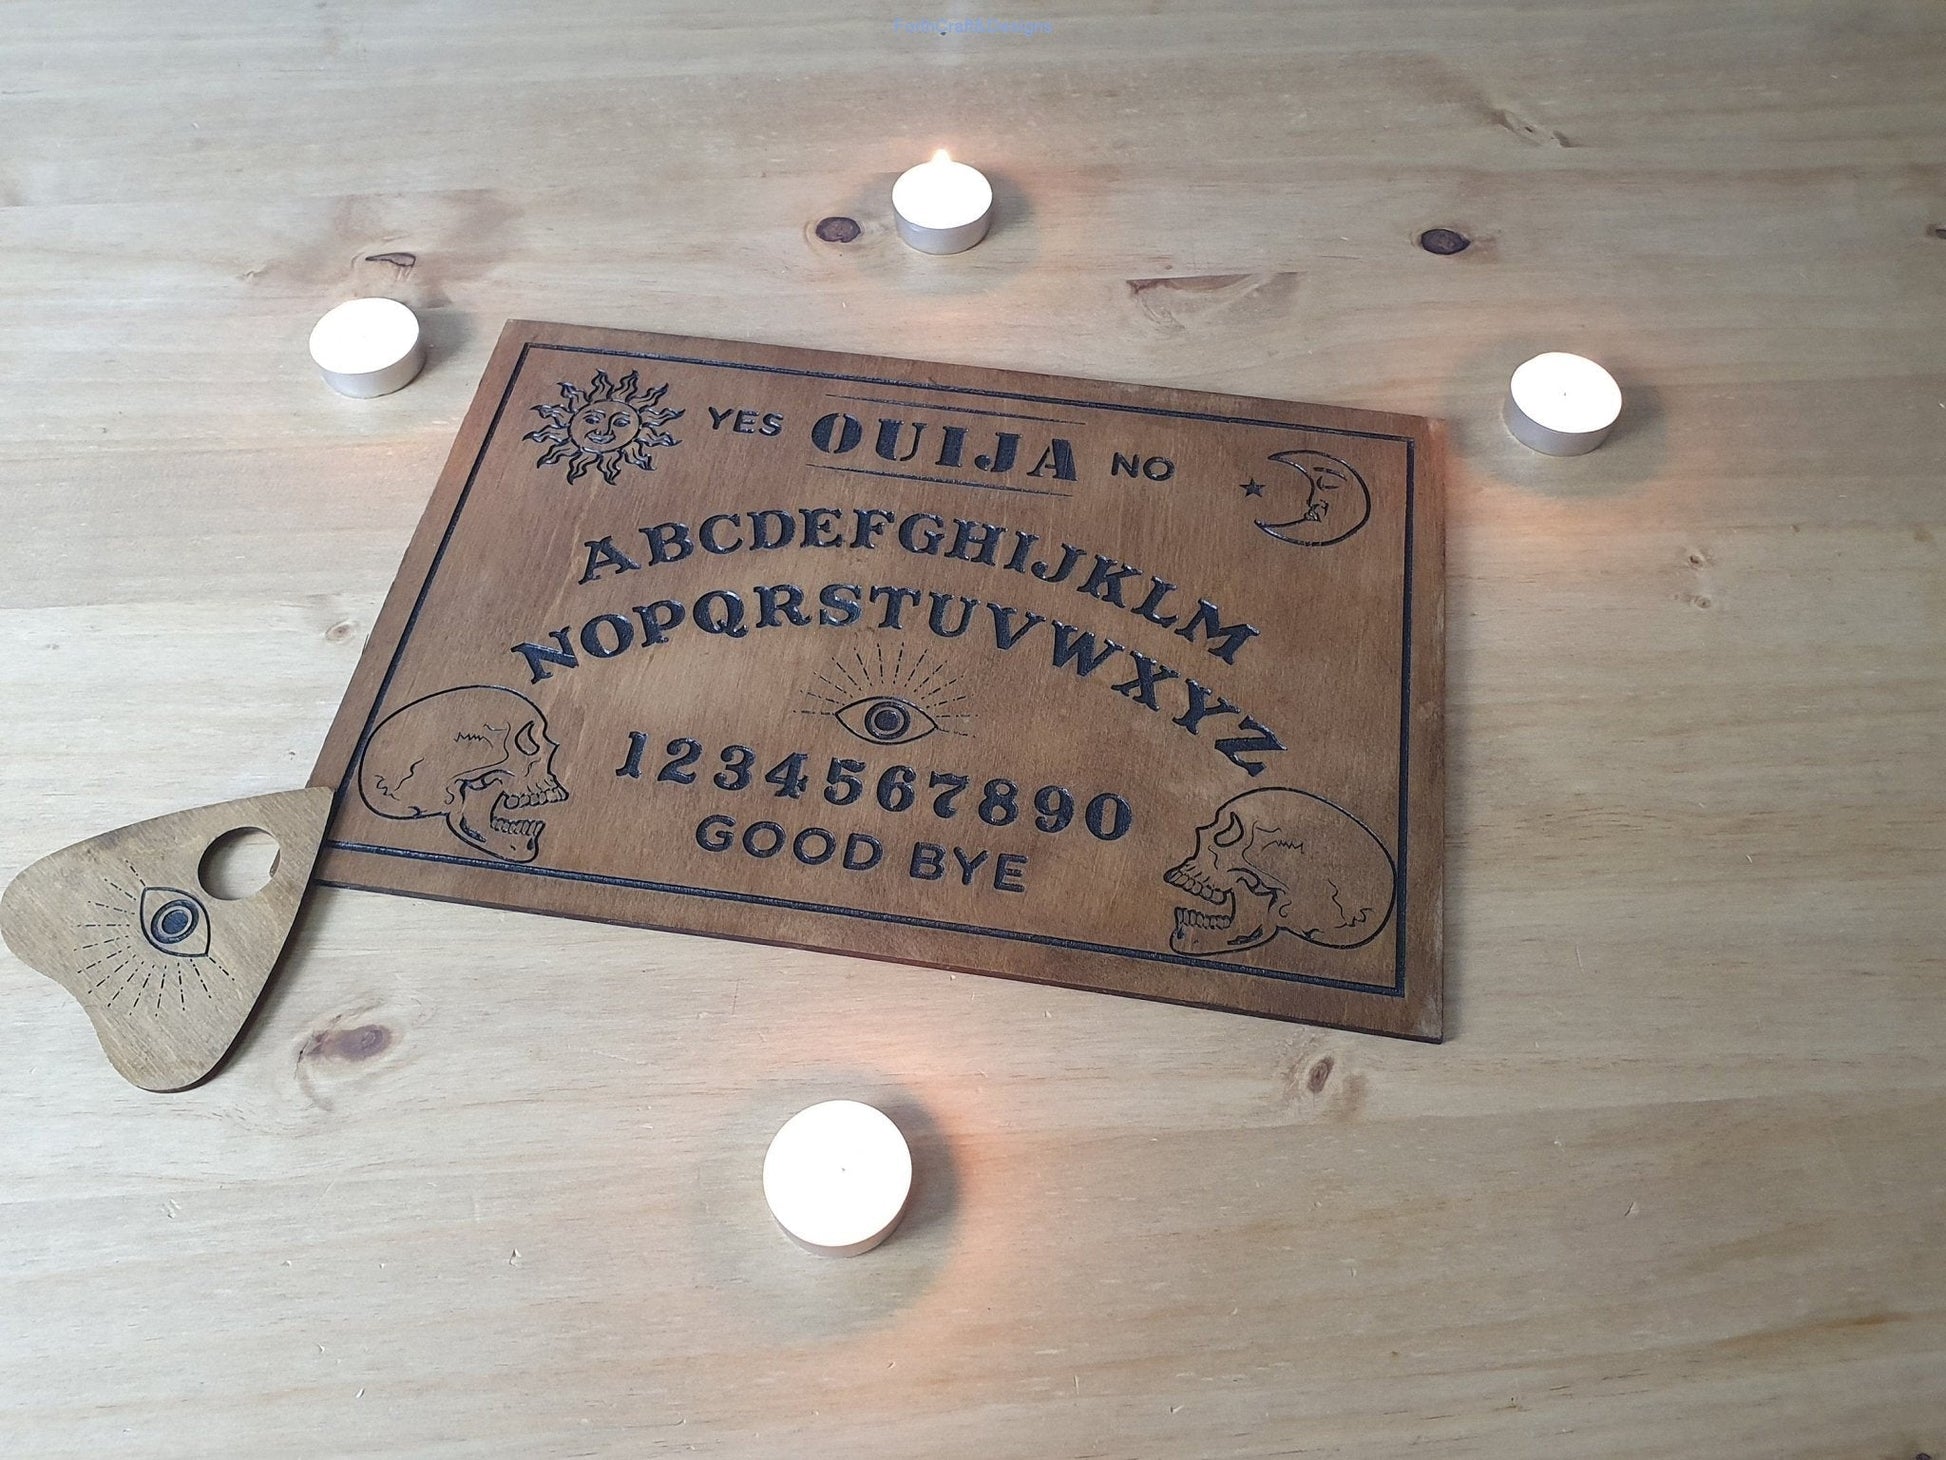 YES OUIJA NO
ABCDEFGHIJKLM
NOPQRSTUVWXYZ
1234567890
GOOD BYE